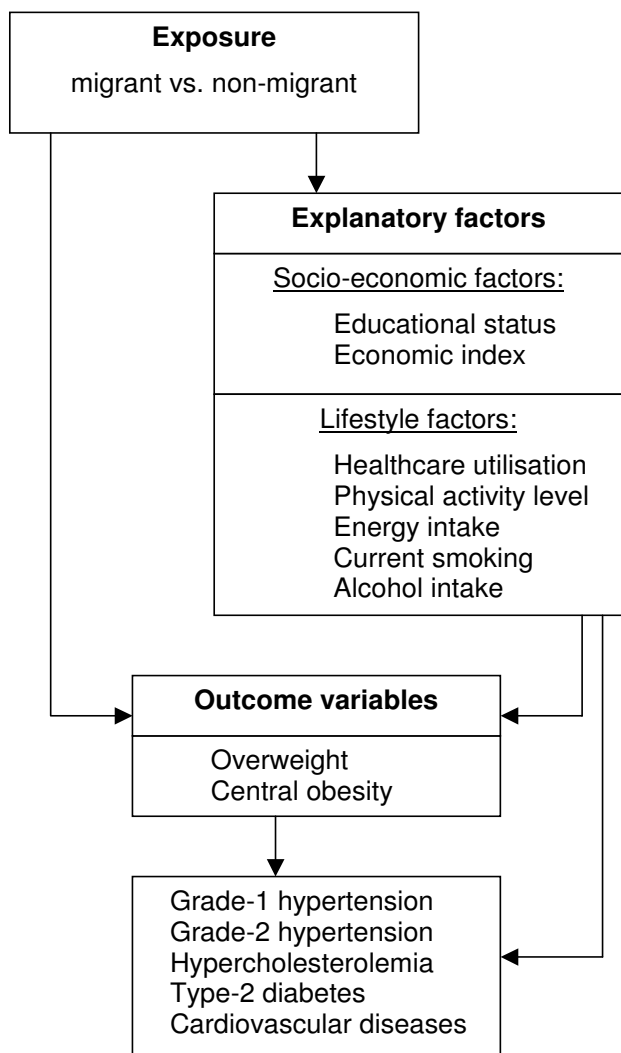 Exposure
migrant vs. non-migrant
Explanatory factors
Socio-economic factors:
Educational status
Economic index
Lifestyle factors:
Healthcare utilisation
Physical activity level
Energy intake
Current smoking
Alcohol intake
Outcome variables
Overweight
Central obesity
Grade-1 hypertension
Grade-2 hypertension
Hypercholesterolemia
Type-2 diabetes
Cardiovascular diseases